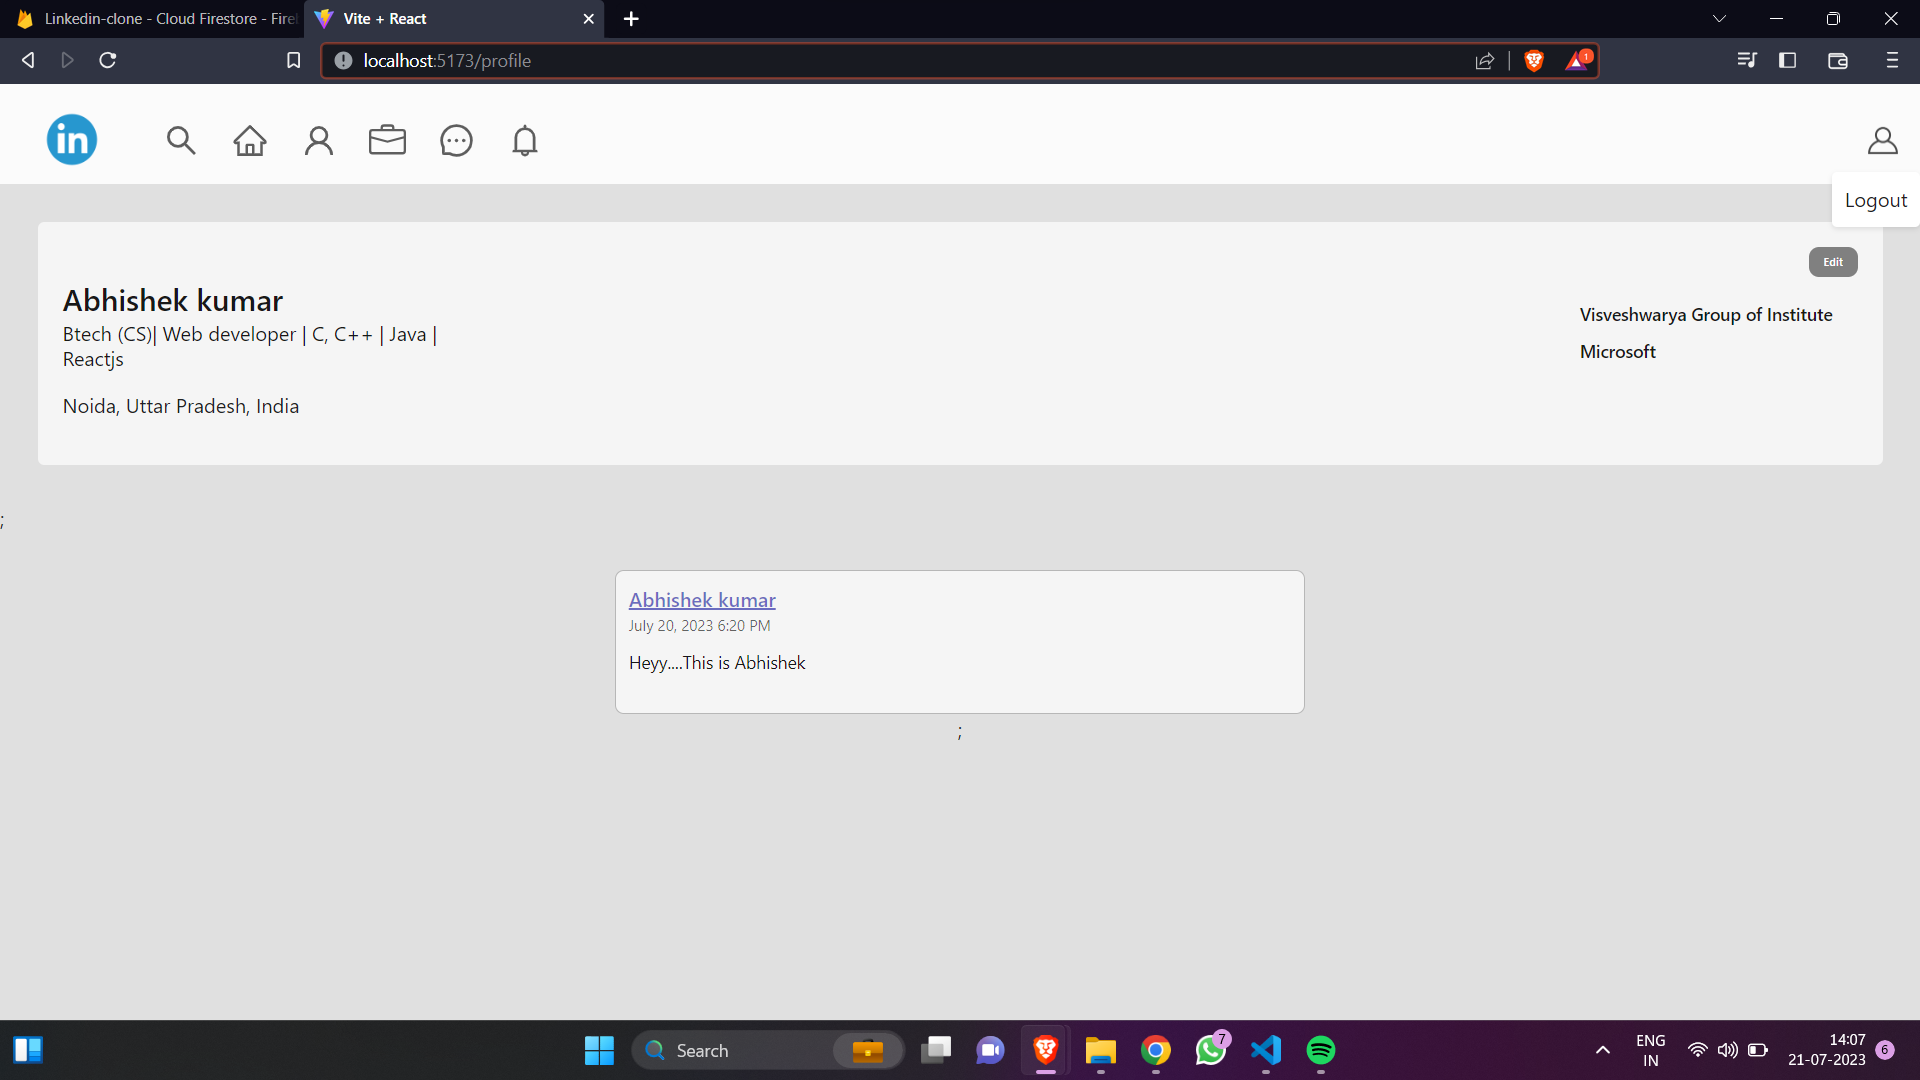 Linkedin-clone - Cloud Firestore - Fire
Vite + React
localhost:5173/profile
1
in
Logout
Edit
Abhishek kumar
Btech (CS)| Web developer | C, C++ | Java |
Reactjs
Noida, Uttar Pradesh, India
Visveshwarya Group of Institute
Microsoft
;
Abhishek kumar
July 20, 2023 6:20 PM
Heyy....This is Abhishek
;
Search
7
ENG
IN
14:07
21-07-2023
6